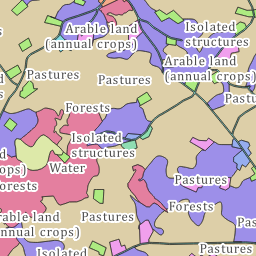 Arable land
(annual crops)
Isolated
structures
Arable land
(annual crops)
Pastures
Pastures
Forests
Isolated
structures
Water
Pastures
Forests
Pastures
Pastures
Isolated